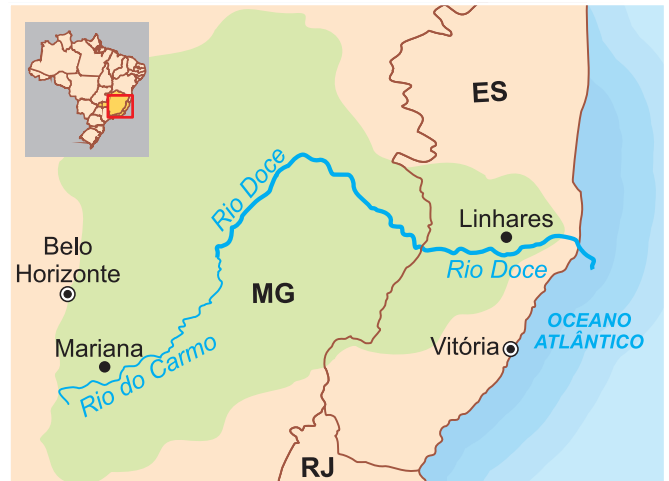 ES
Rio Doce
Linhares
Belo
Horizonte
Rio Doce
MG
OCEANO
ATLÂNTICO
Mariana
Vitória
Rio do Carmo
RJ